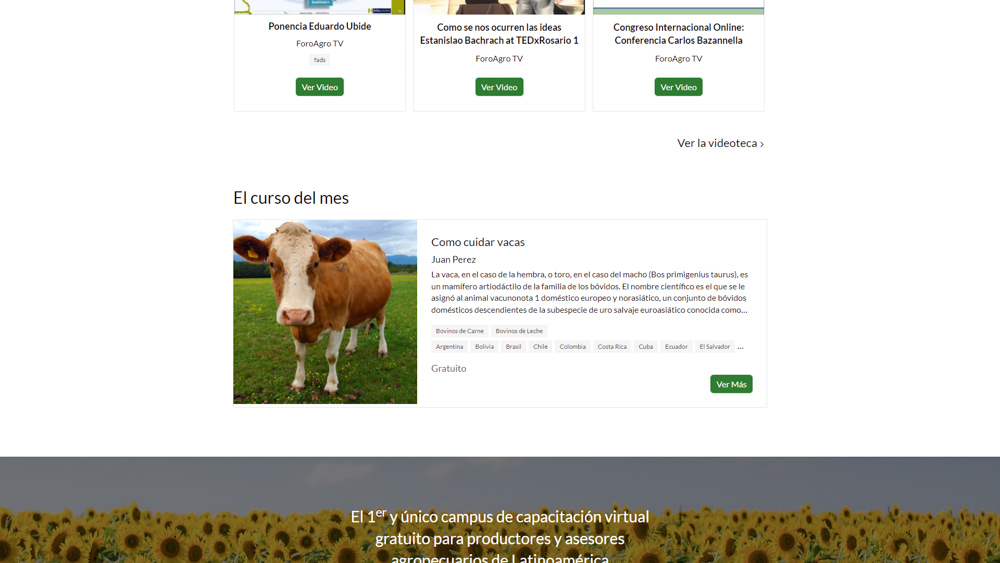 Ponencia Eduardo Ubide
ForoAgro TV
fads
Ver Video
Como se nos ocurren las ideas
Estanislao Bachrach at TEDxRosario 1
ForoAgro TV
Ver Video
Congreso Internacional Online:
Conferencia Carlos Bazannella
ForoAgro TV
Ver Video
Ver la videoteca ›
El curso del mes
Como cuidar vacas
Juan Perez
La vaca, en el caso de la hembra, o toro, en el caso del macho (Bos primigenius taurus), es
un mamífero artiodáctilo de la familia de los bóvidos. El nombre científico es el que se le
asignó al animal vacunonota 1 doméstico europeo y norasiático, un conjunto de bóvidos
domésticos descendientes de la subespecie de uro salvaje euroasiático conocida como...
Bovinos de Carne Bovinos de Leche
Argentina Bolivia Brasil Chile Colombia Costa Rica Cuba Ecuador El Salvador ...
Gratuito
Ver Más
El 1er y único campus de capacitación virtual
gratuito para productores y asesores
agropecuarios de Latinoamérica